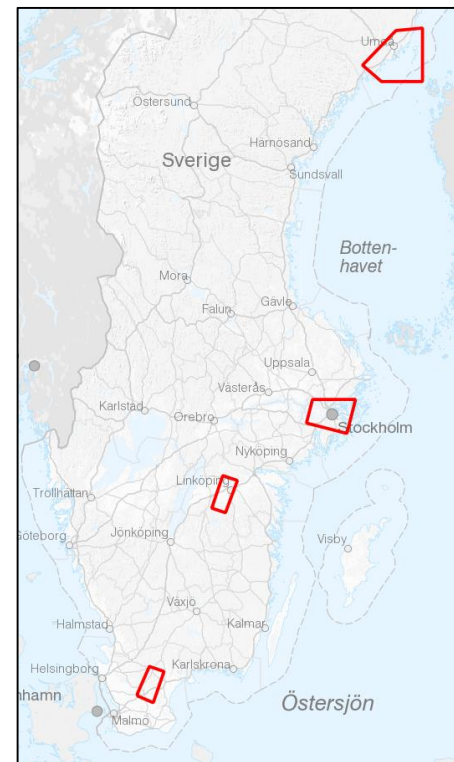 Umeå
Östersund
Härnösand
Sverige
Sundsvall
Botten-
havet
Mora
Gävle
Falun
Uppsala
Västerås
Karlstad
Örebro
Stockholm
Nyköping
Linköping
Trollhättan
Jönköping
Göteborg
Visby
Växjö
Halmstad
Kalmar
Helsingborg
Karlskrona
nhamn
Östersjön
Malmö